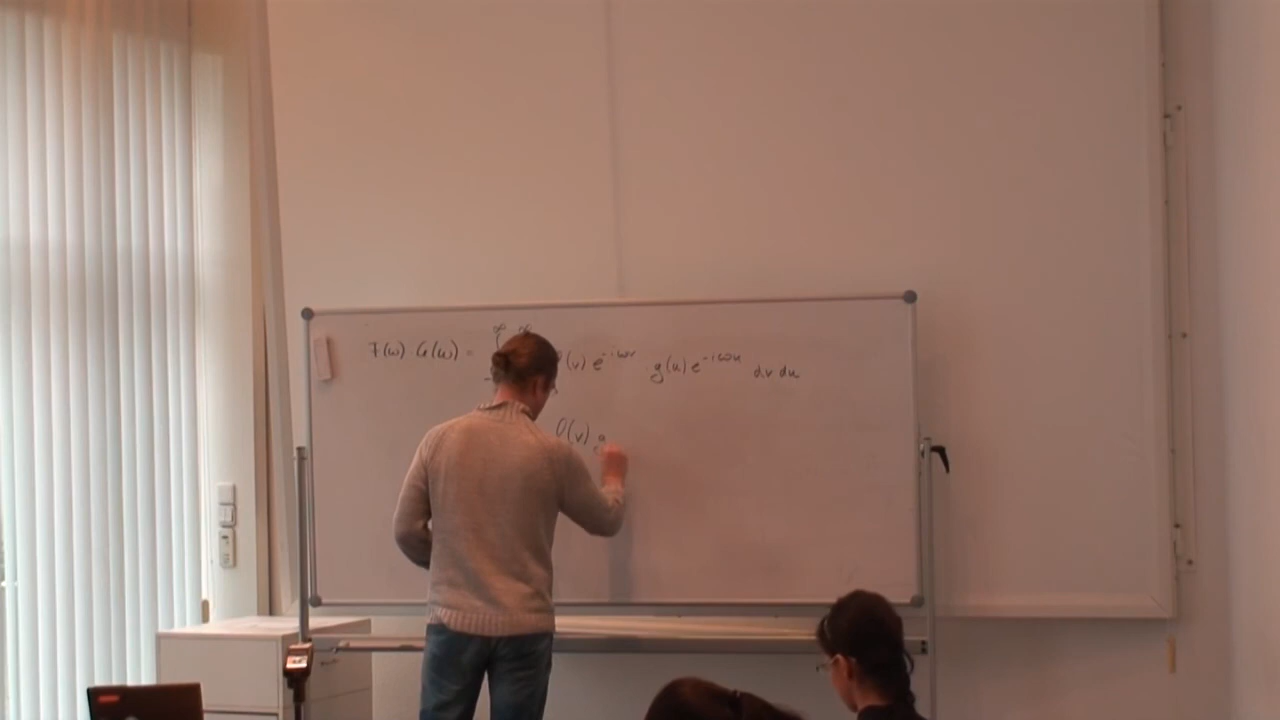 F(ω) · G(ω) = ∞ ∞ (v) e^{-iωv} · g(u) e^{-iωu} dv du
f(v) g